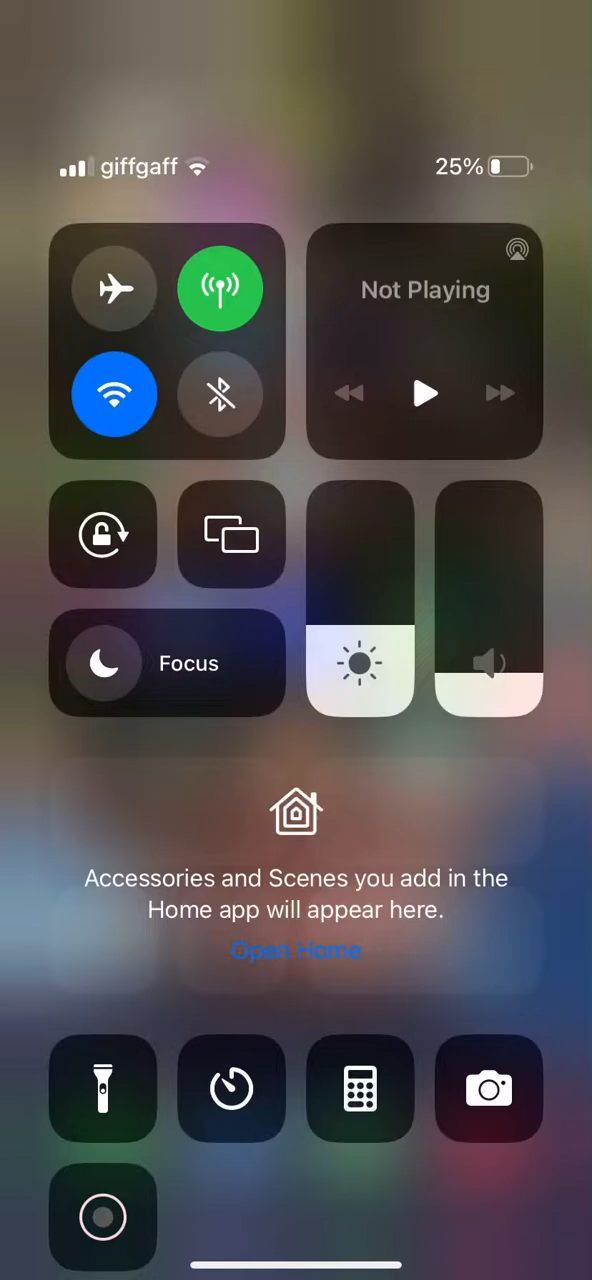 giffgaff
25%
Not Playing
Focus
Accessories and Scenes you add in the
Home app will appear here.
Open Home